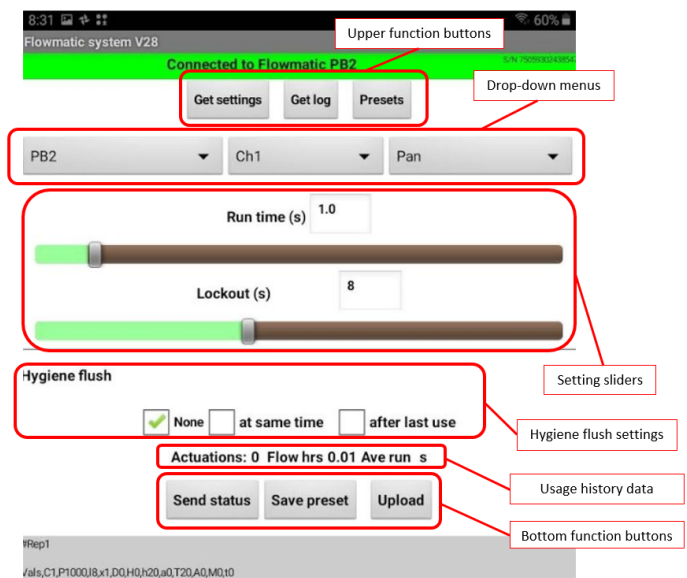 8:31 60%
Flowmatic system V28
Upper function buttons
Connected to Flowmatic PB2
Get settings Get log Presets
Drop-down menus
PB2 Ch1 Pan
Run time (s) 1.0
Lockout (s) 8
Setting sliders
Hygiene flush
None at same time after last use
Hygiene flush settings
Actuations: 0 Flow hrs 0.01 Ave run s
Usage history data
Send status Save preset Upload
Bottom function buttons
#Rep1
Vals,C1,P1000,l8,x1,D0,H0,h20,a0,T20,A0,M0,t0